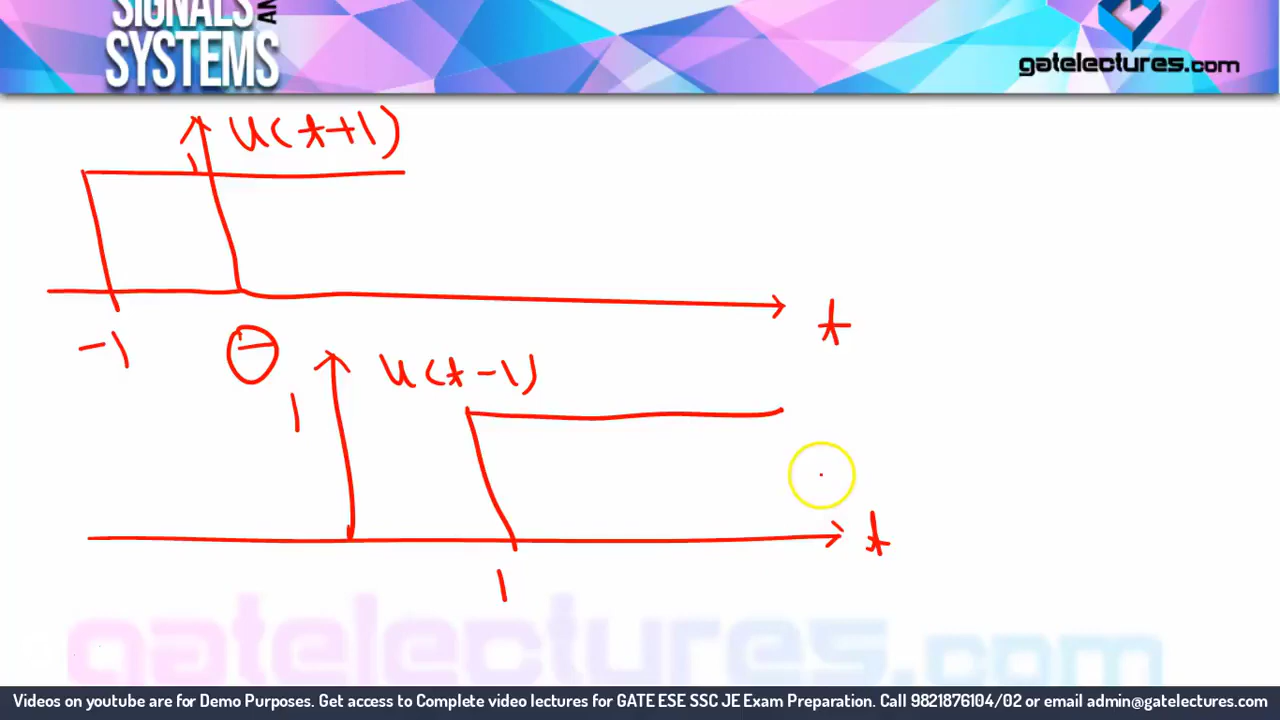 SIGNALS AND
SYSTEMS
gatelectures.com
u(t+1)
1
-1
t
u(t-1)
1
t
1
gatelectures.com
Videos on youtube are for Demo Purposes. Get access to Complete video lectures for GATE ESE SSC JE Exam Preparation. Call 9821876104/02 or email admin@gatelectures.com